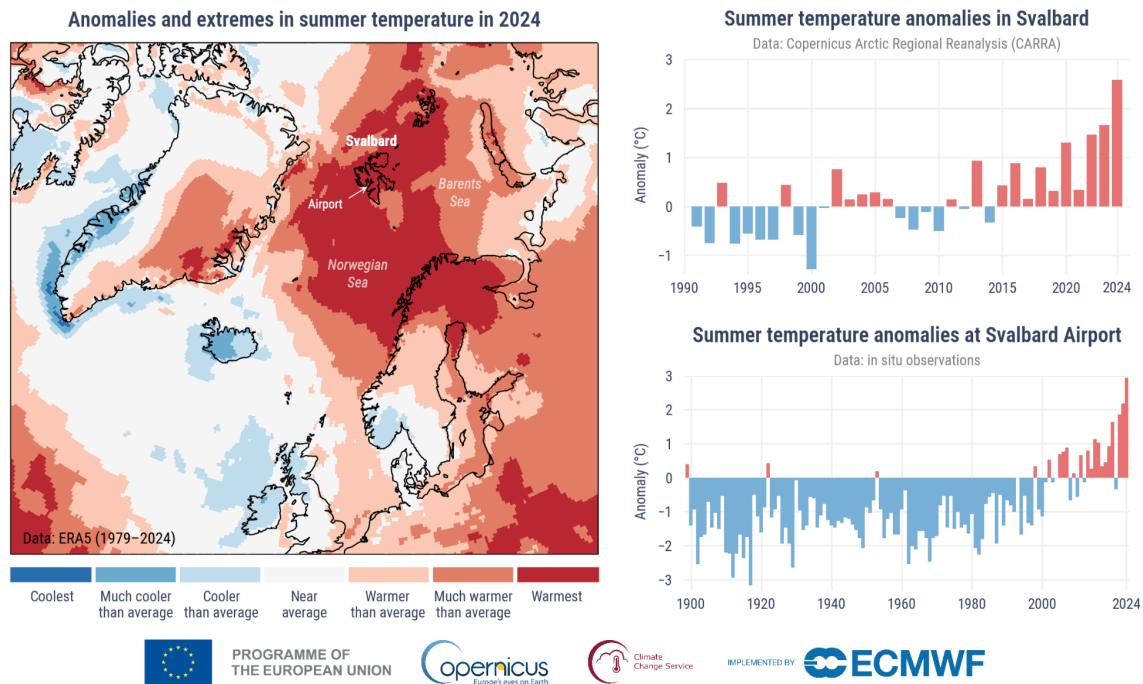 Anomalies and extremes in summer temperature in 2024
Svalbard
Airport
Barents
Sea
Norwegian
Sea
Data: ERA5 (1979–2024)
Coolest
Much cooler
than average
Cooler
than average
Near
average
Warmer
than average
Much warmer
than average
Warmest
Summer temperature anomalies in Svalbard
Data: Copernicus Arctic Regional Reanalysis (CARRA)
Anomaly (°C)
3
2
1
0
−1
1990
1995
2000
2005
2010
2015
2020
2024
Summer temperature anomalies at Svalbard Airport
Data: in situ observations
Anomaly (°C)
3
2
1
0
−1
−2
−3
1900
1920
1940
1960
1980
2000
2024
PROGRAMME OF
THE EUROPEAN UNION
opernicus
Europe's eyes on Earth
Climate
Change Service
IMPLEMENTED BY
ECMWF